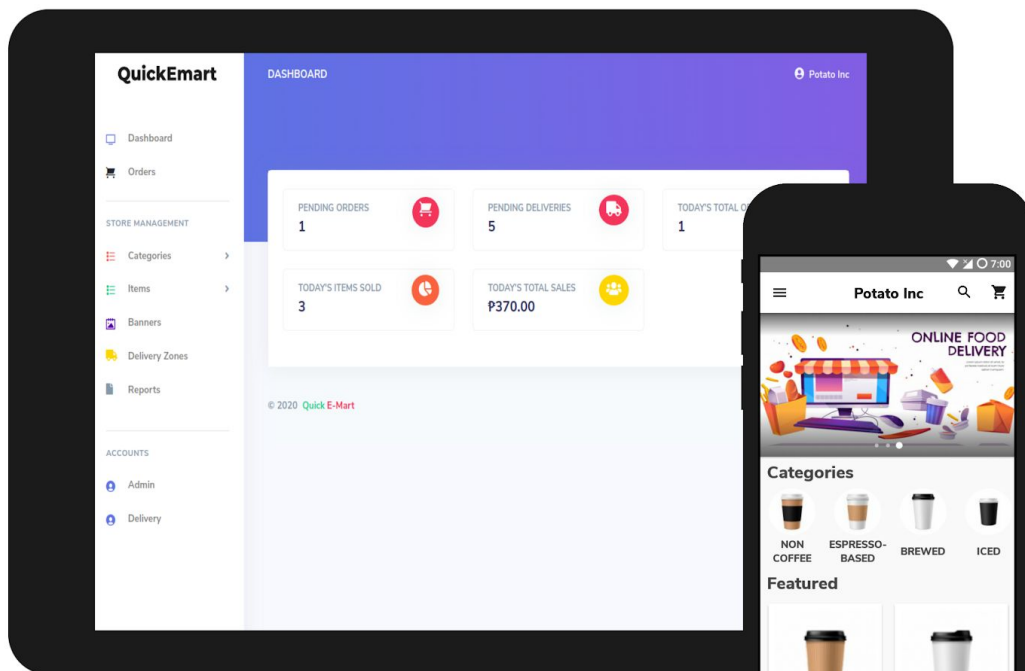 QuickEmart
Dashboard
Orders
STORE MANAGEMENT
Categories
Items
Banners
Delivery Zones
Reports
ACCOUNTS
Admin
Delivery
DASHBOARD
Potato Inc
PENDING ORDERS
1
PENDING DELIVERIES
5
TODAY'S TOTAL O
1
TODAY'S ITEMS SOLD
3
TODAY'S TOTAL SALES
₱370.00
© 2020 Quick E-Mart
7:00
Potato Inc
ONLINE FOOD
DELIVERY
Categories
NON
COFFEE
ESPRESSO-
BASED
BREWED
ICED
Featured